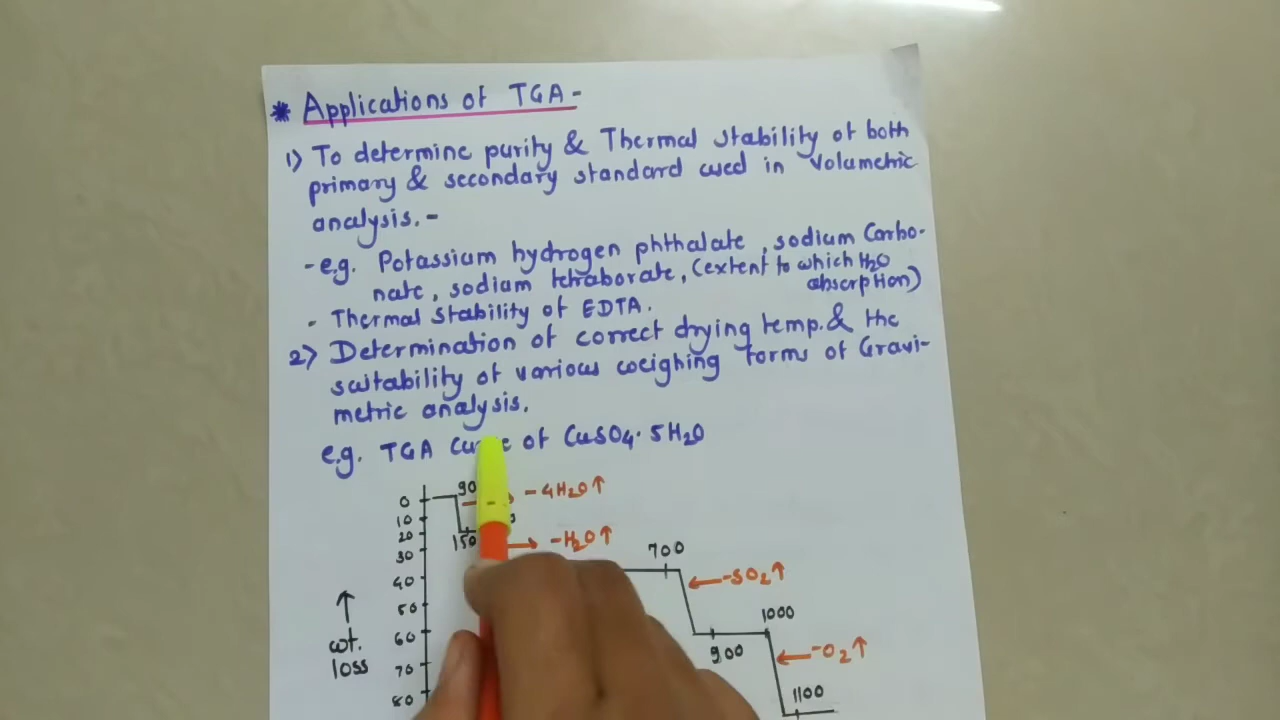 * Applications of TGA -
1) To determine purity & Thermal stability of both
primary & secondary standard used in Volumetric
analysis. -
- e.g. Potassium hydrogen phthalate, sodium Carbo-
nate, sodium tetraborate, (extent to which H₂O
absorption)
- Thermal stability of EDTA.
2) Determination of correct drying temp. & the
suitability of various weighing forms of Gravi-
metric analysis.
e.g. TGA of CuSO₄·5H₂O
0
90
- 4H₂O↑
10
20
150
- H₂O↑
30
700
40
- SO₂↑
50
1000
60
900
- O₂↑
↑
wt.
loss
70
80
1100